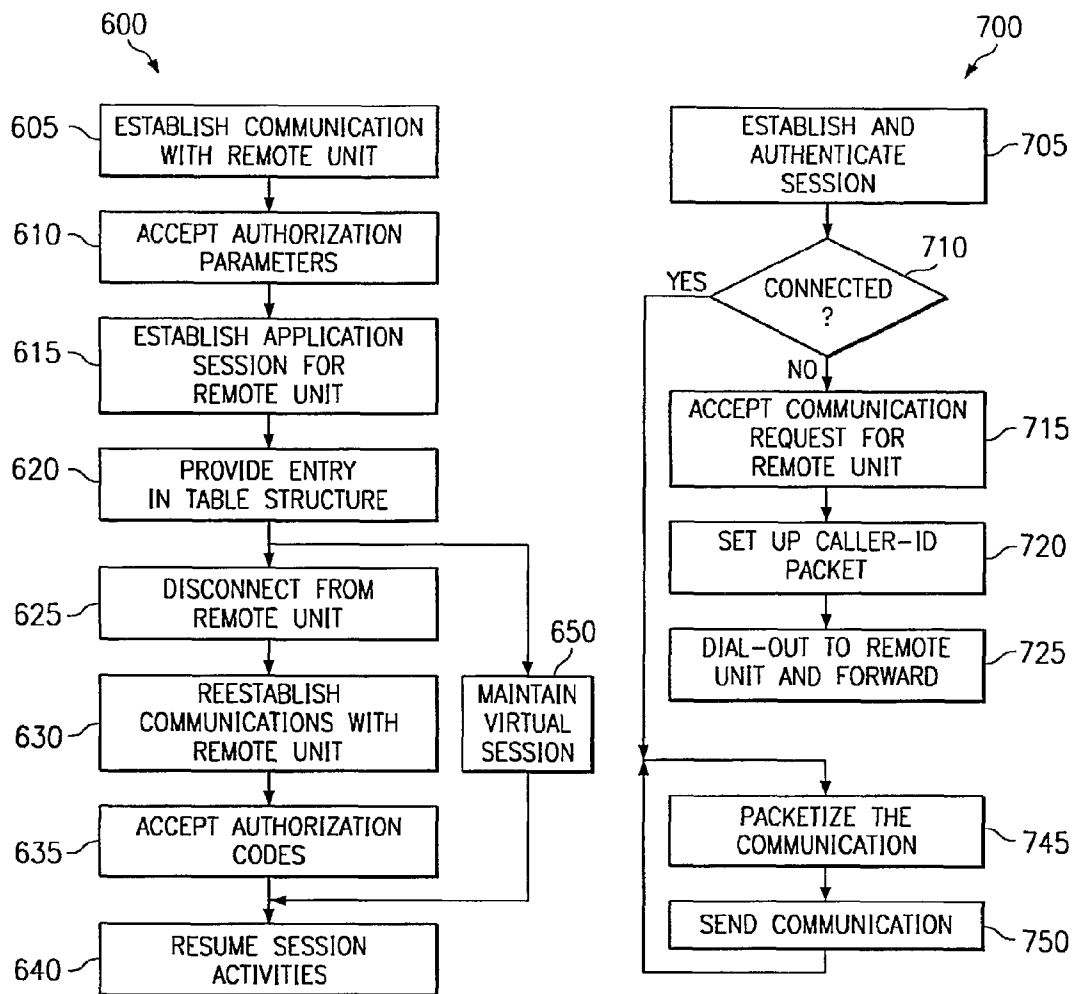 600
605
ESTABLISH COMMUNICATION
WITH REMOTE UNIT
610
ACCEPT AUTHORIZATION
PARAMETERS
615
ESTABLISH APPLICATION
SESSION FOR
REMOTE UNIT
620
PROVIDE ENTRY
IN TABLE STRUCTURE
625
DISCONNECT FROM
REMOTE UNIT
630
REESTABLISH
COMMUNICATIONS WITH
REMOTE UNIT
650
MAINTAIN
VIRTUAL
SESSION
635
ACCEPT AUTHORIZATION
CODES
640
RESUME SESSION
ACTIVITIES
700
ESTABLISH AND
AUTHENTICATE
SESSION
705
710
CONNECTED
?
YES
NO
ACCEPT COMMUNICATION
REQUEST FOR
REMOTE UNIT
715
SET UP CALLER-ID
PACKET
720
DIAL-OUT TO REMOTE
UNIT AND FORWARD
725
PACKETIZE THE
COMMUNICATION
745
SEND COMMUNICATION
750